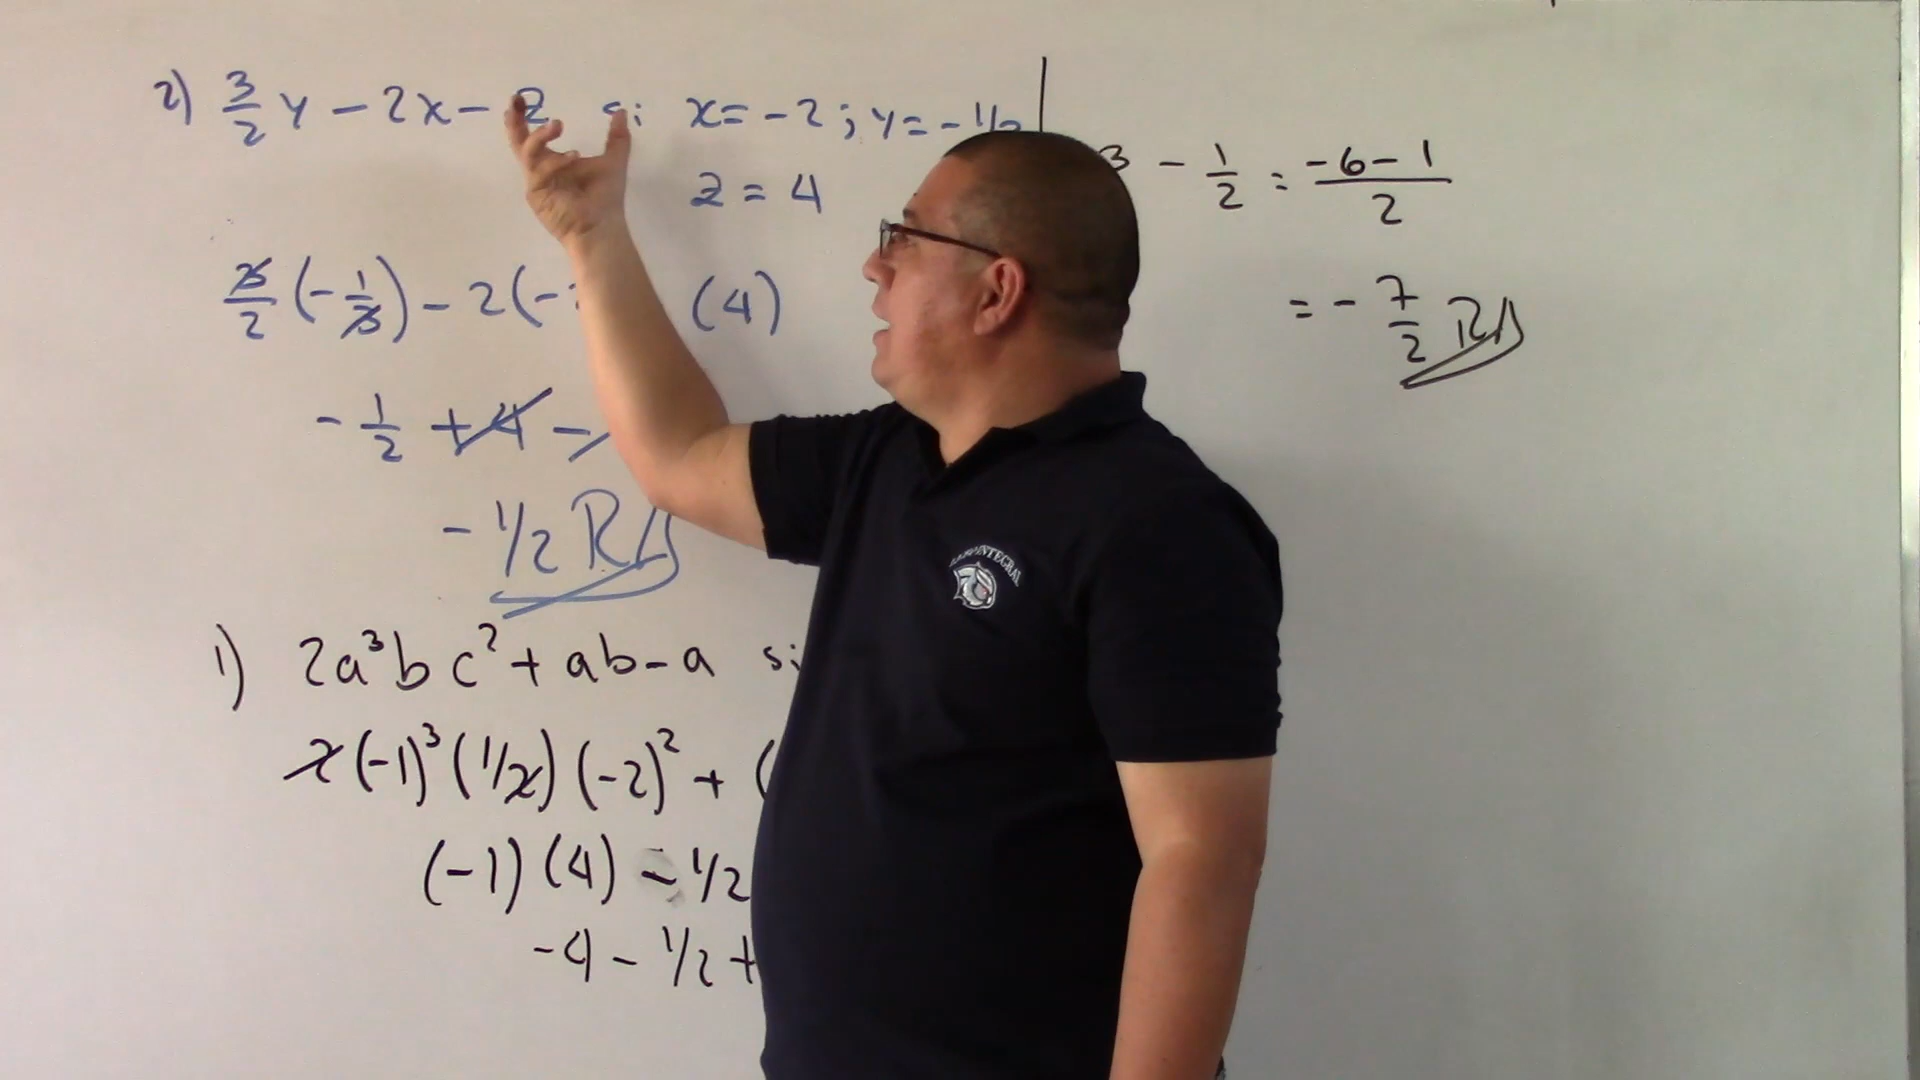 2) 3/2 y - 2x - z si x = -2 ; y = -1/
z = 4
3/2 (-1/3) - 2(- (4)
- 1/2 + 4 -
- 1/2 R//
1) 2a³bc² + ab - a si
2(-1)³(1/2)(-2)² + (
(-1)(4) - 1/2
-4 - 1/2 +
3 - 1/2 = -6-1/2
= - 7/2 R//
INTEGRAL